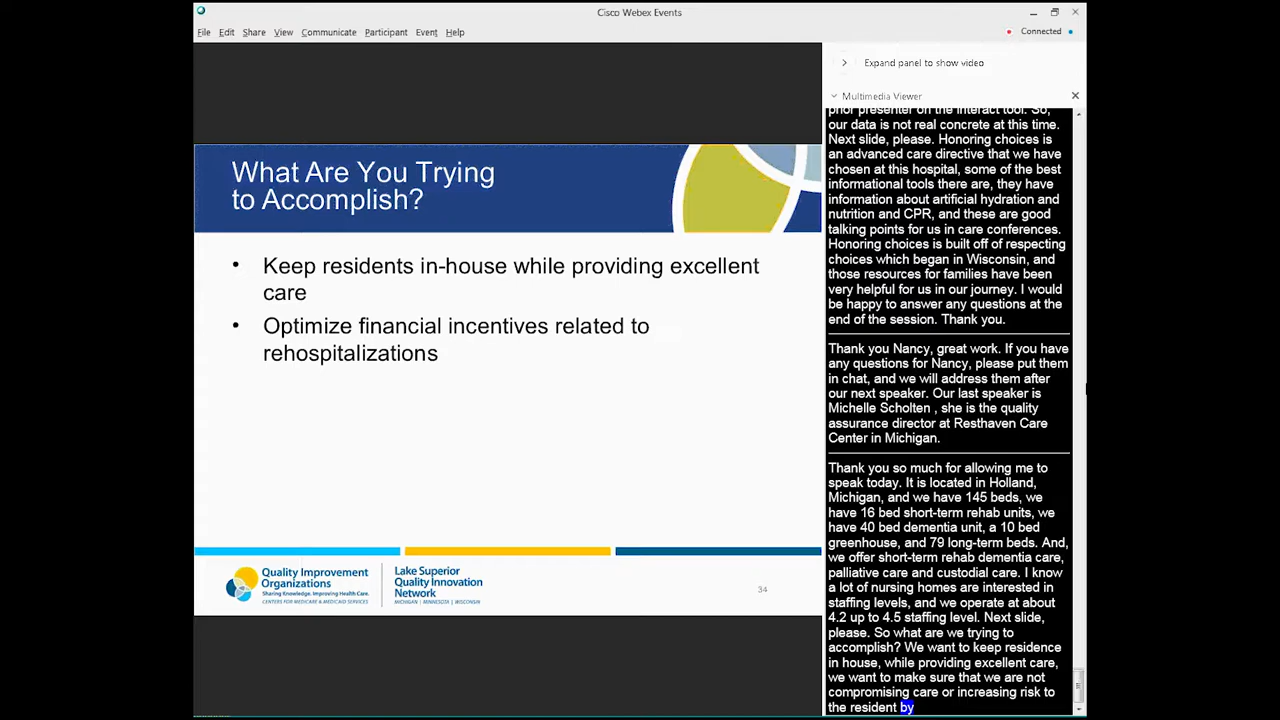 Cisco Webex Events
File Edit Share View Communicate Participant Event Help
Connected
Expand panel to show video
Multimedia Viewer
What Are You Trying
to Accomplish?
• Keep residents in-house while providing excellent
care
• Optimize financial incentives related to
rehospitalizations
Quality Improvement
Organizations
Sharing Knowledge. Improving Health Care.
CENTERS FOR MEDICARE & MEDICAID SERVICES
Lake Superior
Quality Innovation
Network
MICHIGAN | MINNESOTA | WISCONSIN
34
prior presenter on the interact tool. So,
our data is not real concrete at this time.
Next slide, please. Honoring choices is
an advanced care directive that we have
chosen at this hospital, some of the best
informational tools there are, they have
information about artificial hydration and
nutrition and CPR, and these are good
talking points for us in care conferences.
Honoring choices is built off of respecting
choices which began in Wisconsin, and
those resources for families have been
very helpful for us in our journey. I would
be happy to answer any questions at the
end of the session. Thank you.
Thank you Nancy, great work. If you have
any questions for Nancy, please put them
in chat, and we will address them after
our next speaker. Our last speaker is
Michelle Scholten , she is the quality
assurance director at Resthaven Care
Center in Michigan.
Thank you so much for allowing me to
speak today. It is located in Holland,
Michigan, and we have 145 beds, we
have 16 bed short-term rehab units, we
have 40 bed dementia unit, a 10 bed
greenhouse, and 79 long-term beds. And,
we offer short-term rehab dementia care,
palliative care and custodial care. I know
a lot of nursing homes are interested in
staffing levels, and we operate at about
4.2 up to 4.5 staffing level. Next slide,
please. So what are we trying to
accomplish? We want to keep residence
in house, while providing excellent care,
we want to make sure that we are not
compromising care or increasing risk to
the resident by